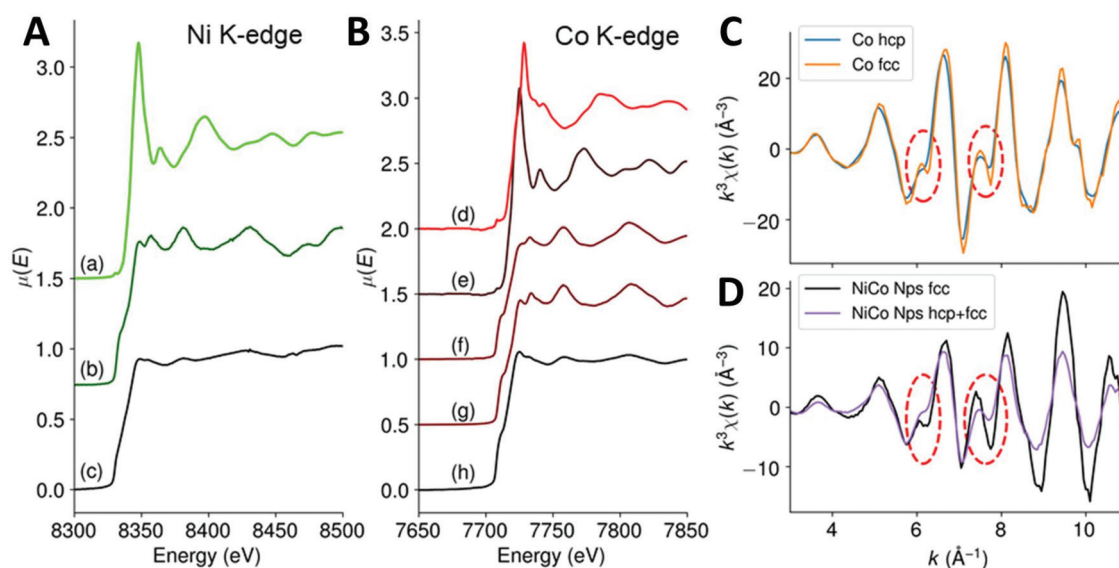 A
Ni K-edge
3.0
2.5
2.0
1.5
1.0
0.5
0.0
μ(E)
(a)
(b)
(c)
8300 8350 8400 8450 8500
Energy (eV)
B
Co K-edge
3.5
3.0
2.5
2.0
1.5
1.0
0.5
0.0
μ(E)
(d)
(e)
(f)
(g)
(h)
7650 7700 7750 7800 7850
Energy (eV)
C
Co hcp
Co fcc
20
0
−20
k³χ(k) (Å⁻³)
D
NiCo Nps fcc
NiCo Nps hcp+fcc
20
10
0
−10
k³χ(k) (Å⁻³)
4 6 8 10
k (Å⁻¹)